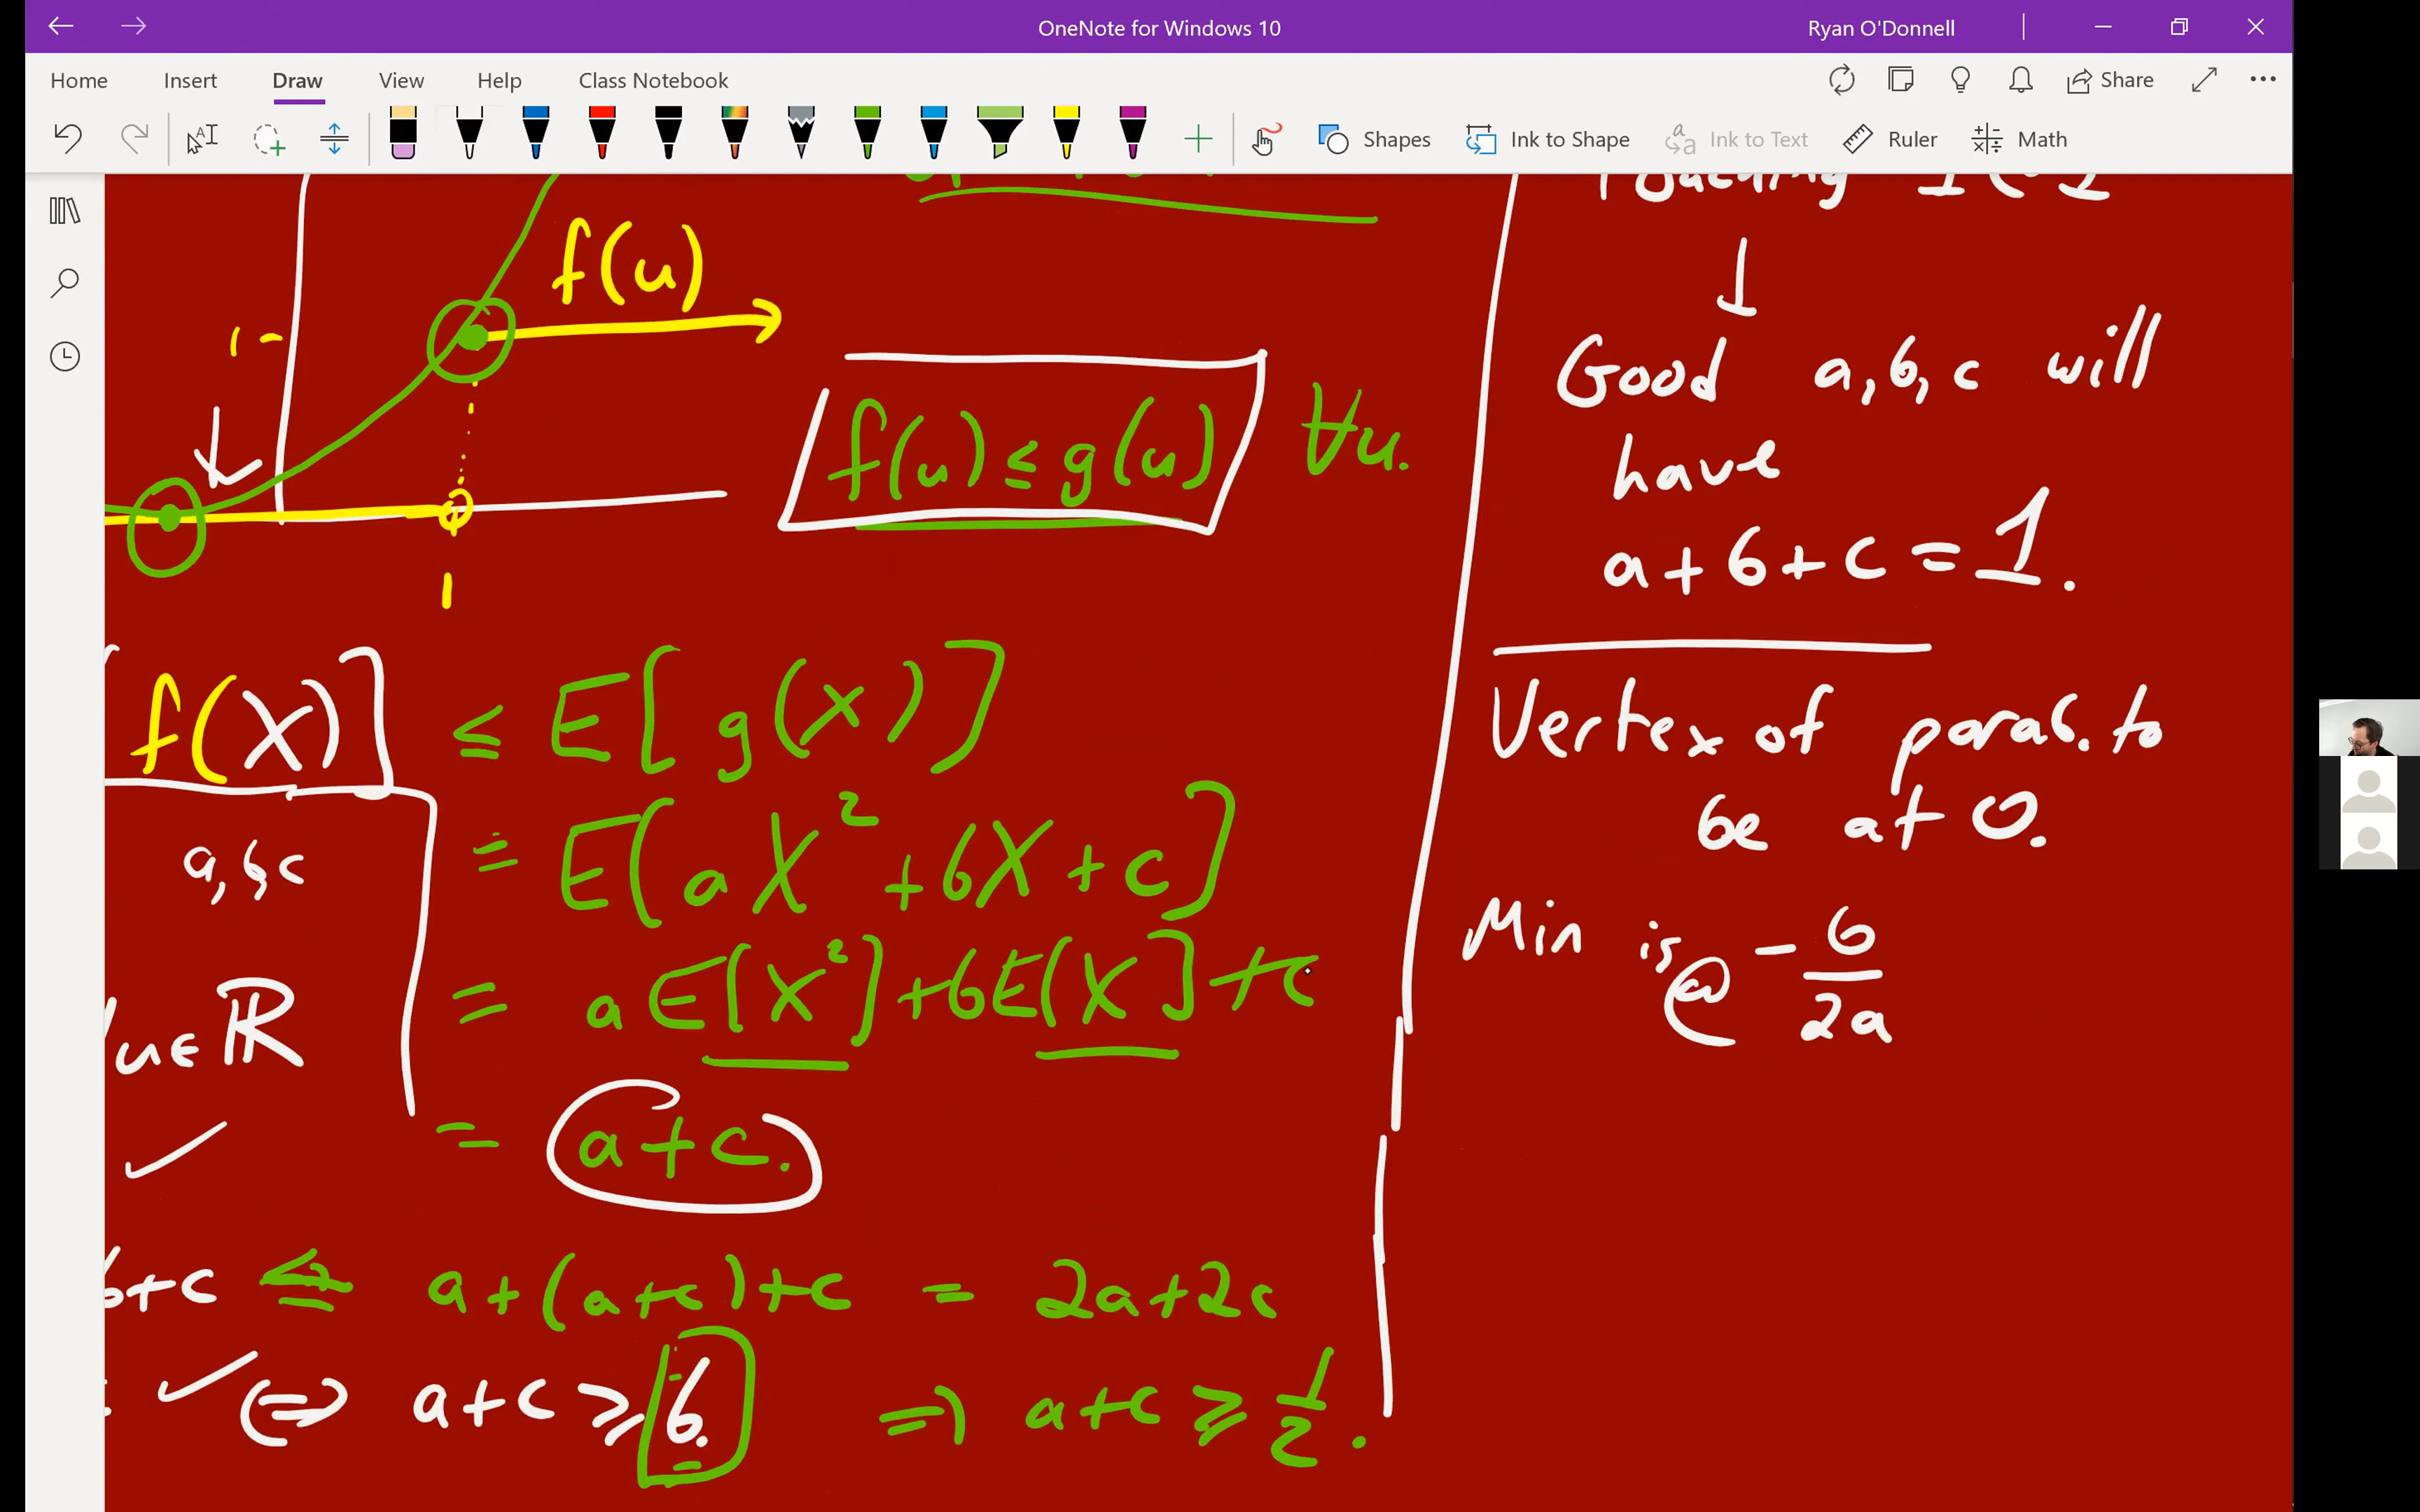 OneNote for Windows 10
Ryan O'Donnell
Home Insert Draw View Help Class Notebook
Share
Shapes Ink to Shape Ink to Text Ruler Math
f(u)
1 -
f(u) ≤ g(u) ∀u.
1
f(X)] ≤ E[g(X)]
a,b,c
= E[aX² + bX + c]
= aE[X²] + bE[X] + c
u ∈ ℝ
= a+c.
b+c ≤ a+(a+c)+c = 2a+2c
⇔ a+c ≥ b. ⇒ a+c ≥ 1/2.
Good a,b,c will
have
a+b+c = 1.
Vertex of parab. to
be at 0.
Min is @ -b/2a